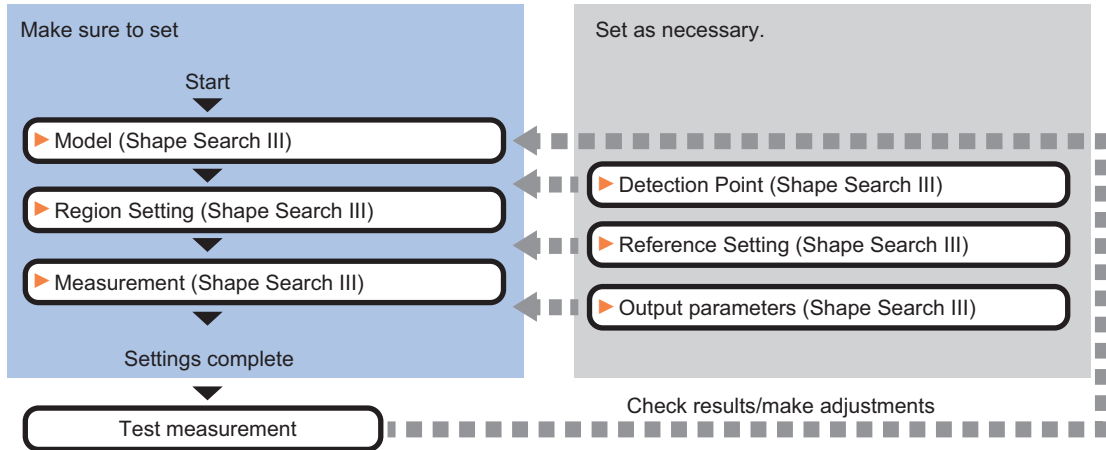 Make sure to set
Start
Model (Shape Search III)
Region Setting (Shape Search III)
Measurement (Shape Search III)
Settings complete
Test measurement
Set as necessary.
Detection Point (Shape Search III)
Reference Setting (Shape Search III)
Output parameters (Shape Search III)
Check results/make adjustments